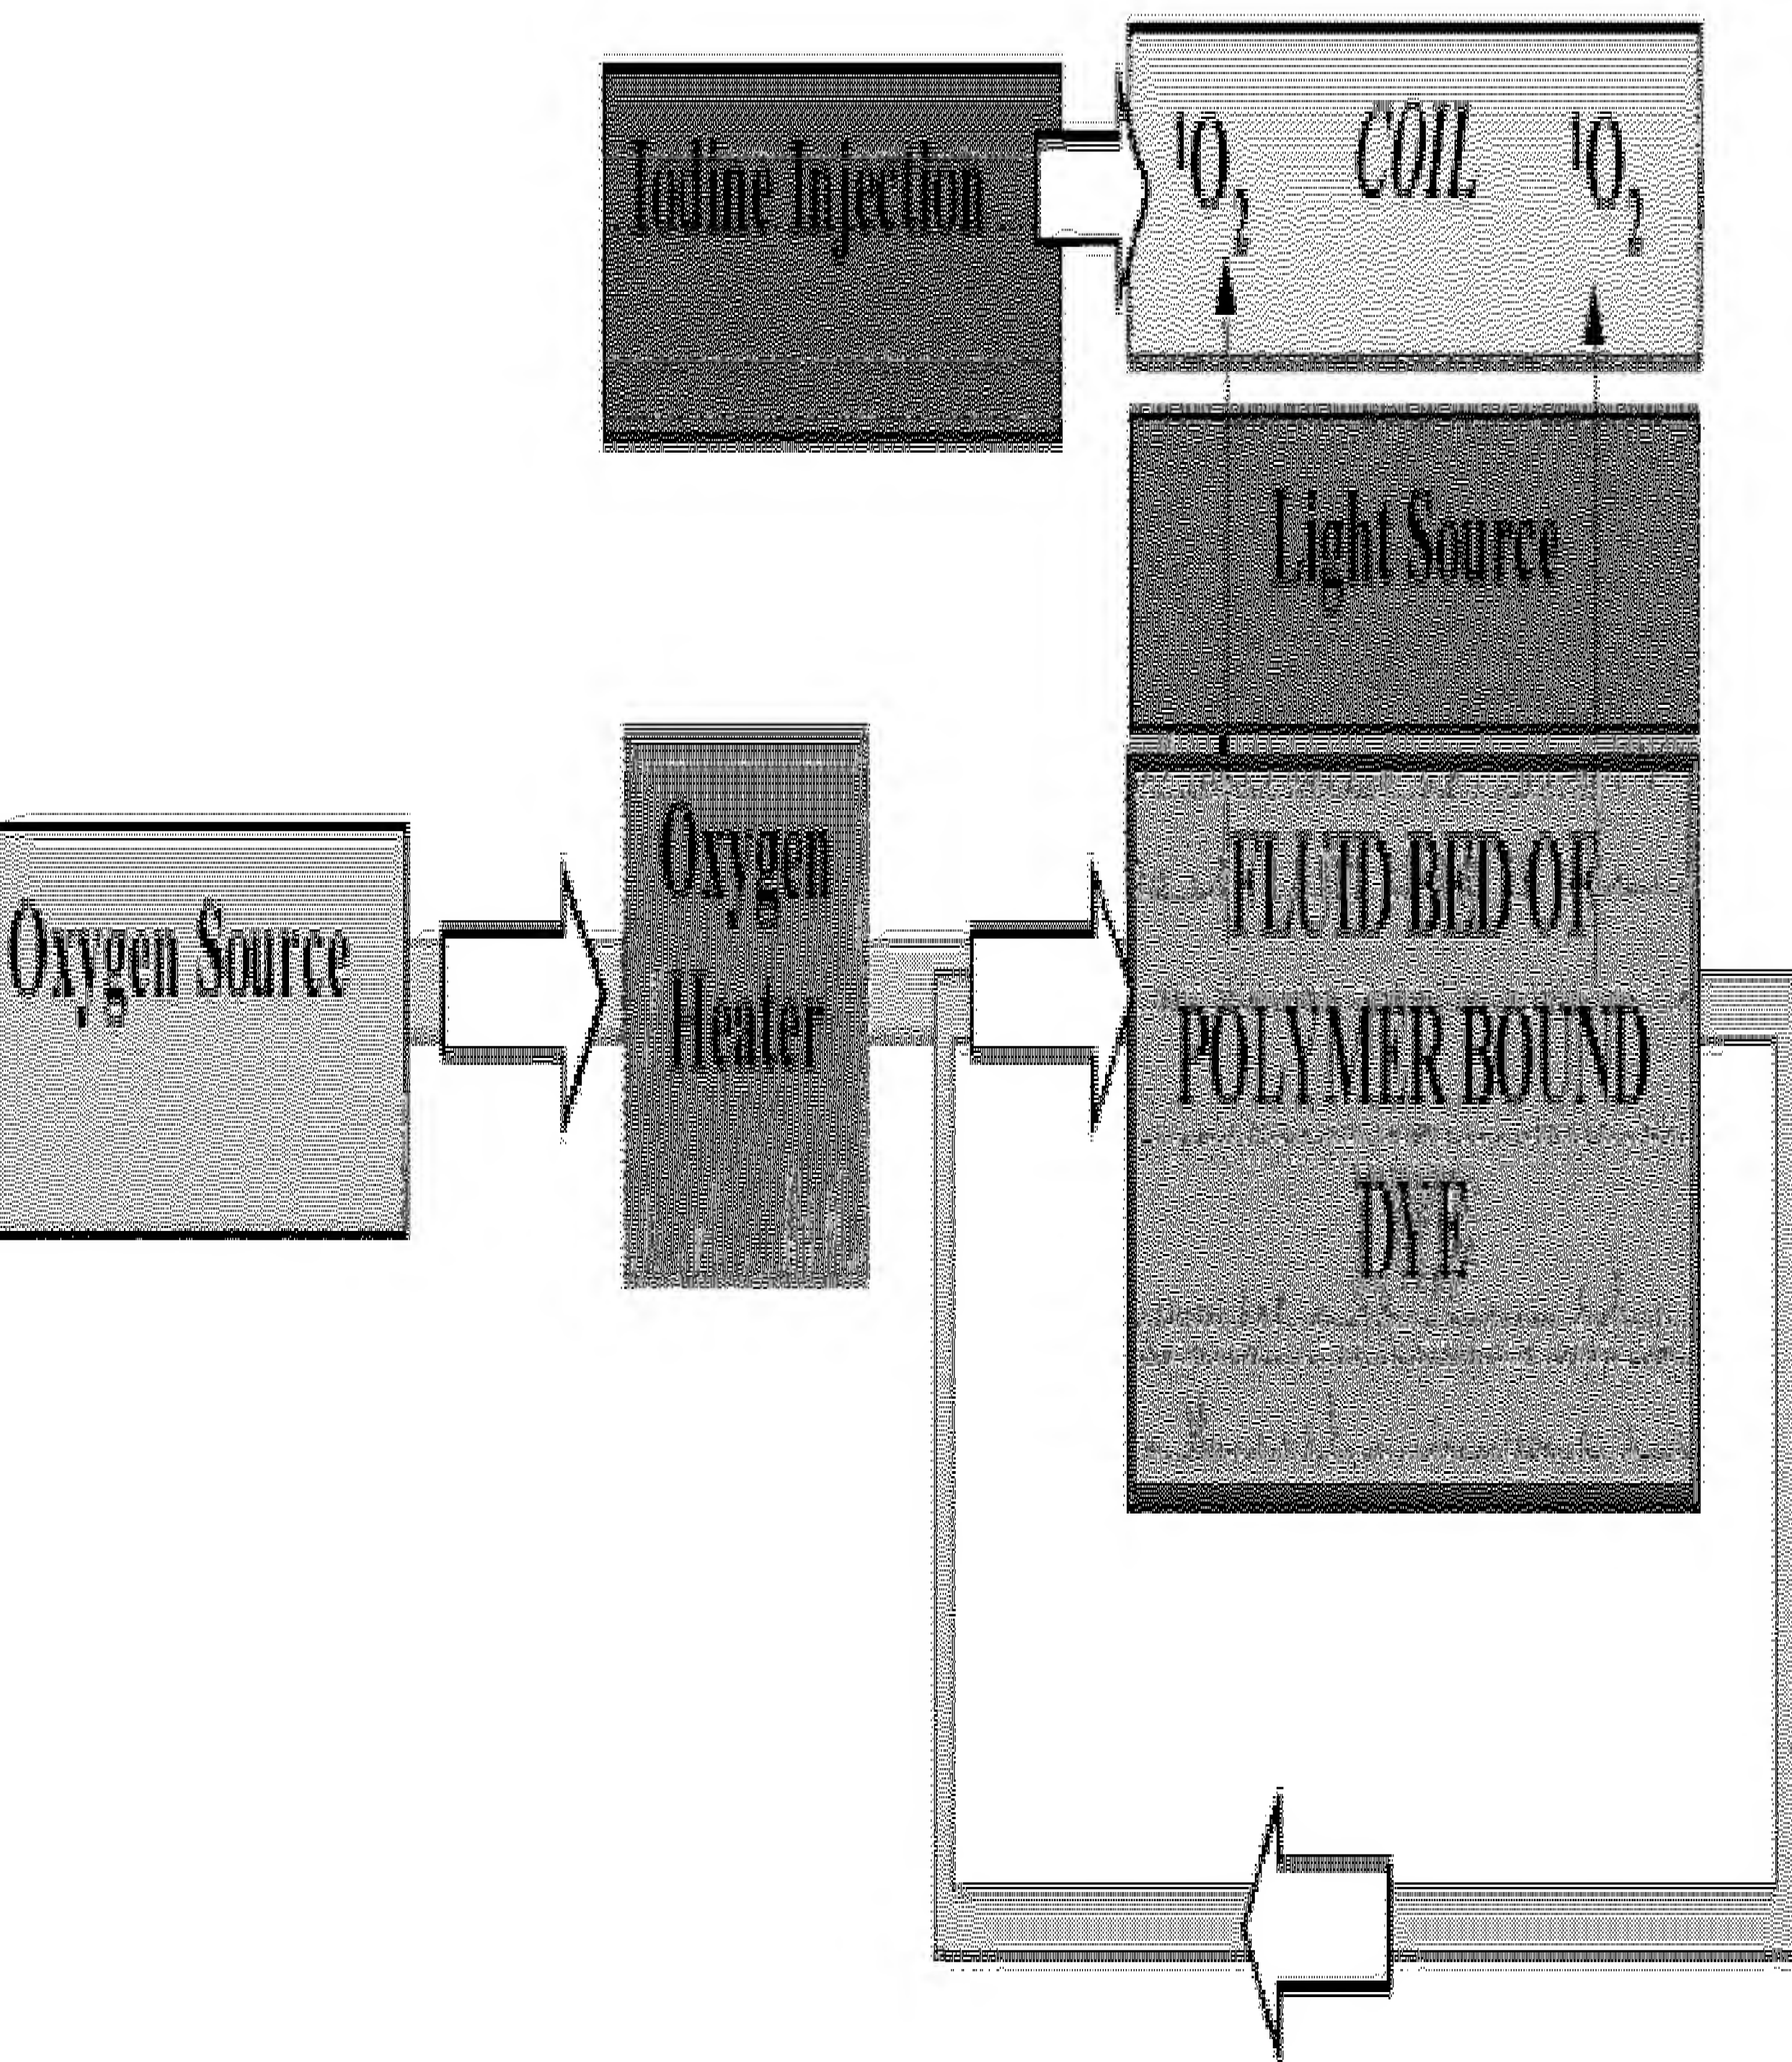 Iodine Injection
¹O₂ COIL ¹O₂
Light Source
Oxygen Source
Oxygen
Heater
FLUID BED OF
POLYMER BOUND
DYE